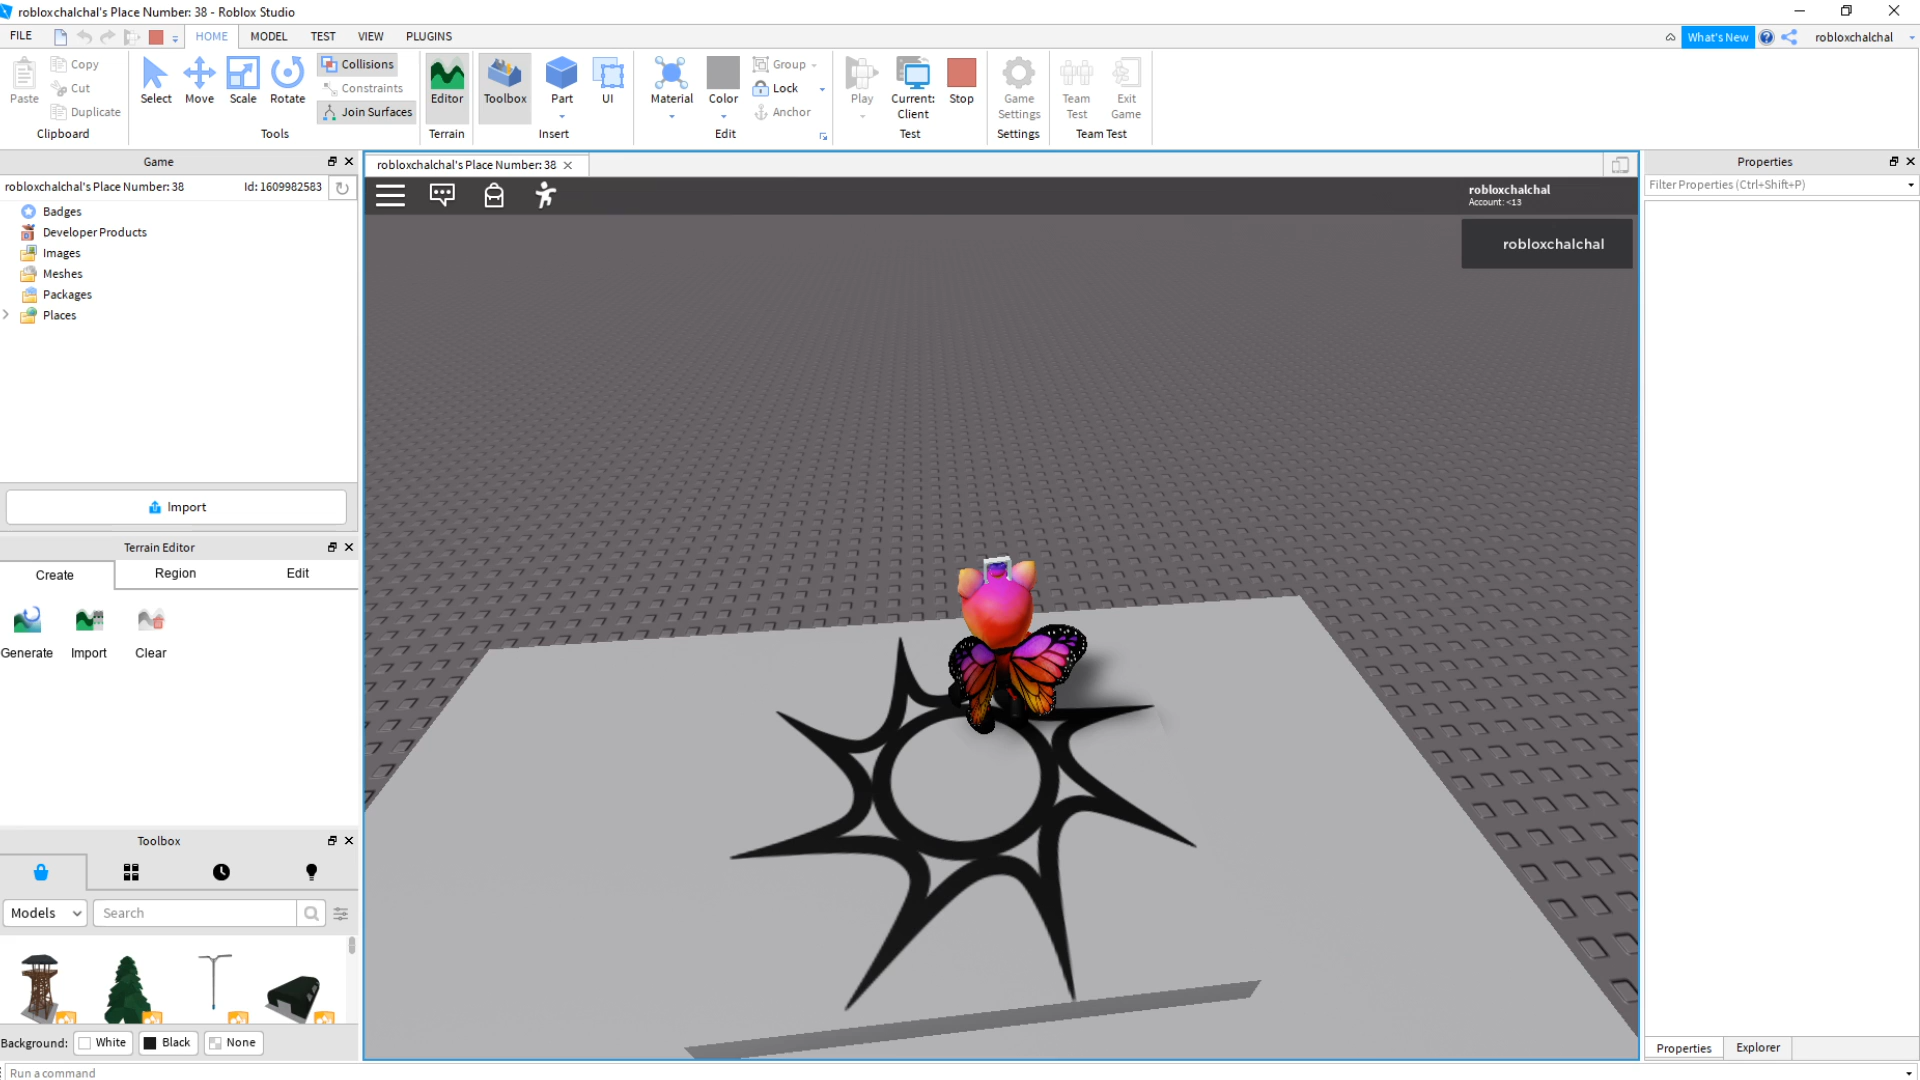 robloxchalchal's Place Number: 38 - Roblox Studio
FILE
HOME
MODEL
TEST
VIEW
PLUGINS
What's New
robloxchalchal
Paste
Copy
Cut
Duplicate
Clipboard
Select
Move
Scale
Rotate
Collisions
Constraints
Join Surfaces
Tools
Editor
Terrain
Toolbox
Part
UI
Insert
Material
Color
Group
Lock
Anchor
Edit
Play
Current:
Client
Stop
Test
Game
Settings
Settings
Team
Test
Exit
Game
Team Test
Game
robloxchalchal's Place Number: 38
Id: 1609982583
Badges
Developer Products
Images
Meshes
Packages
Places
Import
Terrain Editor
Create
Region
Edit
Generate
Import
Clear
Toolbox
Models
Search
Background:
White
Black
None
Run a command
robloxchalchal's Place Number: 38
robloxchalchal
Account: <13
robloxchalchal
Properties
Filter Properties (Ctrl+Shift+P)
Properties
Explorer